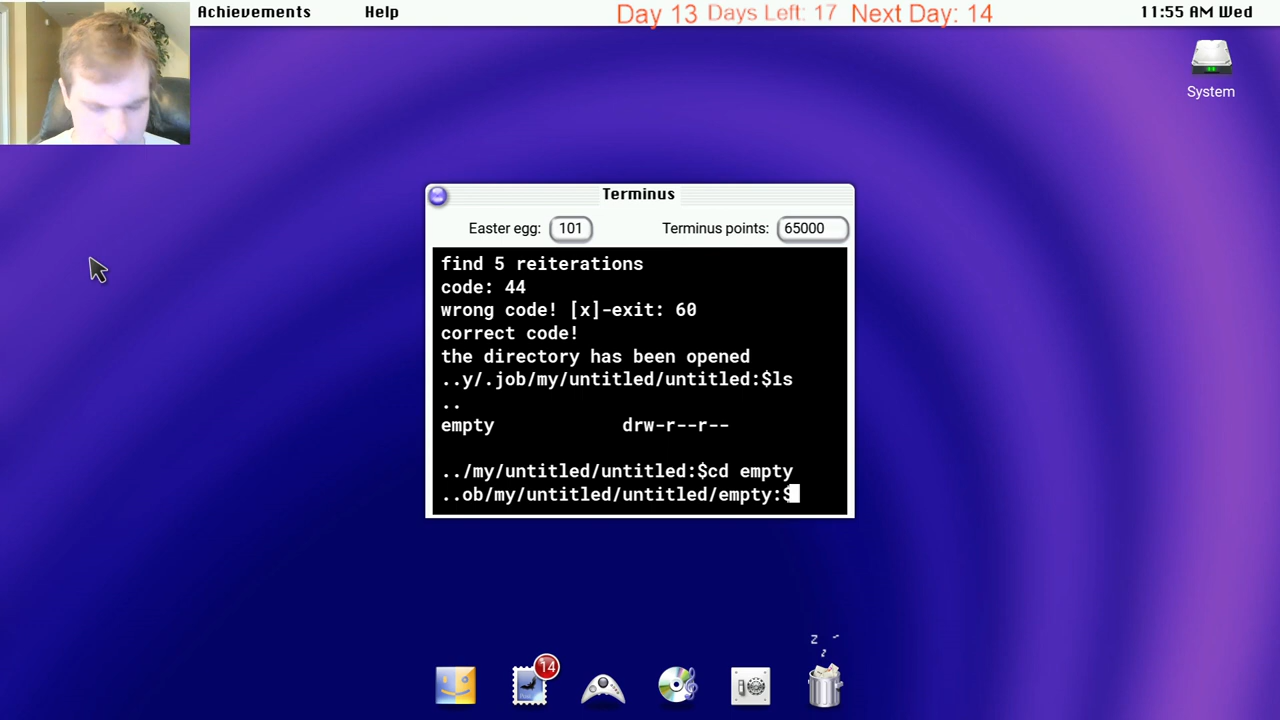 Achievements Help Day 13 Days Left: 17 Next Day: 14 11:55 AM Wed
System
Terminus
Easter egg: 101 Terminus points: 65000
find 5 reiterations
code: 44
wrong code! [x]-exit: 60
correct code!
the directory has been opened
..y/.job/my/untitled/untitled:$ls
..
empty drw-r--r--
../my/untitled/untitled:$cd empty
..ob/my/untitled/untitled/empty:$
z
z
14